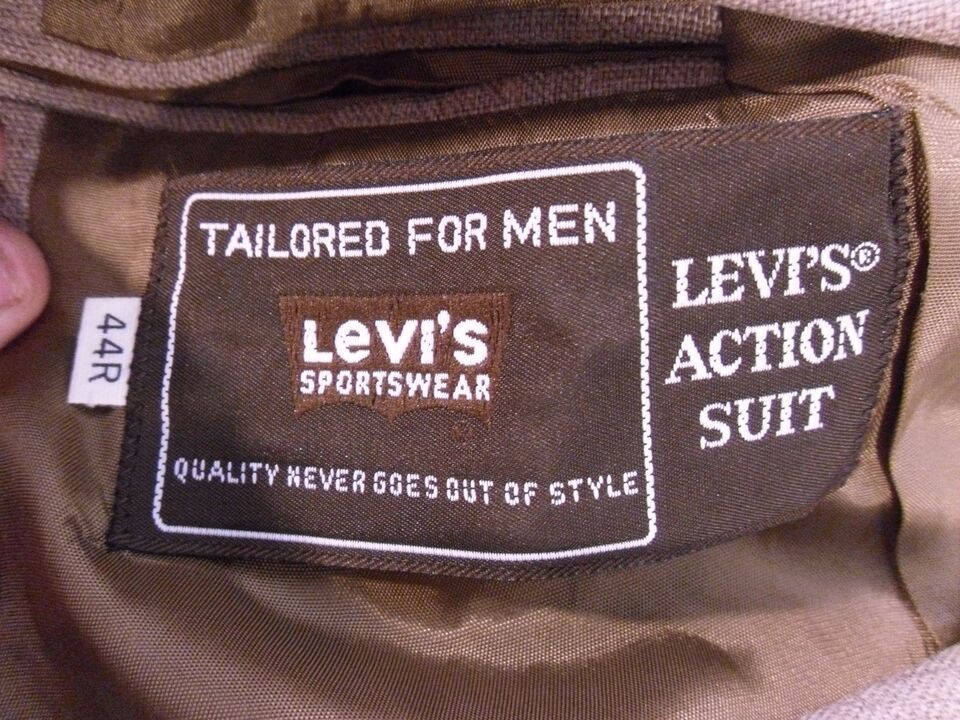 TAILORED FOR MEN
Levi's
SPORTSWEAR
QUALITY NEVER GOES OUT OF STYLE
LEVI'S®
ACTION
SUIT
44R